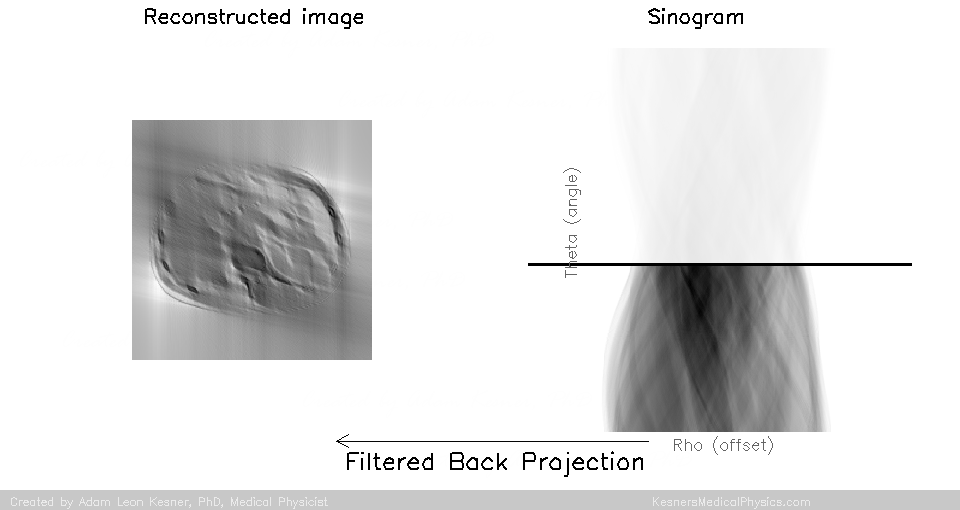 Reconstructed image
Sinogram
Theta (angle)
Rho (offset)
Filtered Back Projection
Created by Adam Leon Kesner, PhD, Medical Physicist
KesnersMedicalPhysics.com